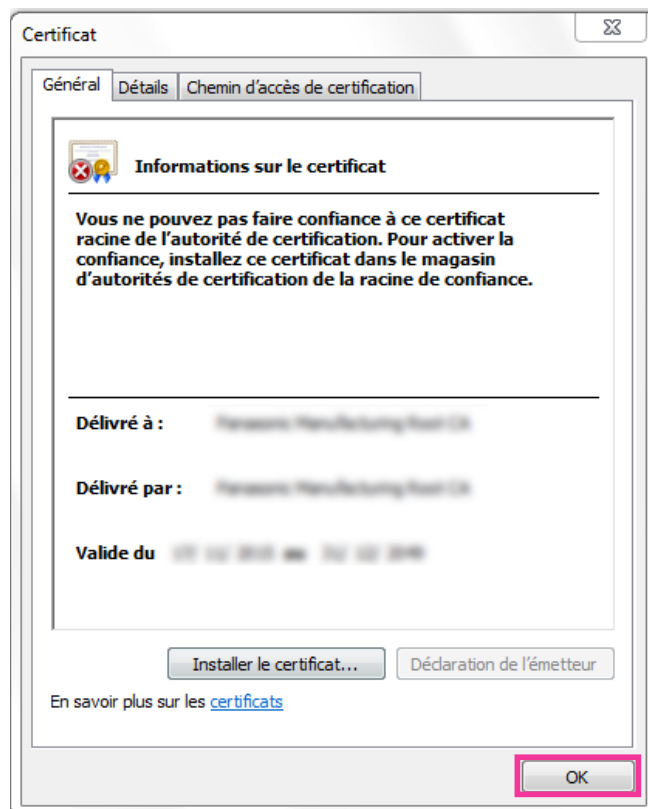 Certificat
Général
Détails
Chemin d'accès de certification
Informations sur le certificat
Vous ne pouvez pas faire confiance à ce certificat
racine de l'autorité de certification. Pour activer la
confiance, installez ce certificat dans le magasin
d'autorités de certification de la racine de confiance.
Délivré à :
Délivré par :
Valide du
Installer le certificat...
Déclaration de l'émetteur
En savoir plus sur les certificats
OK